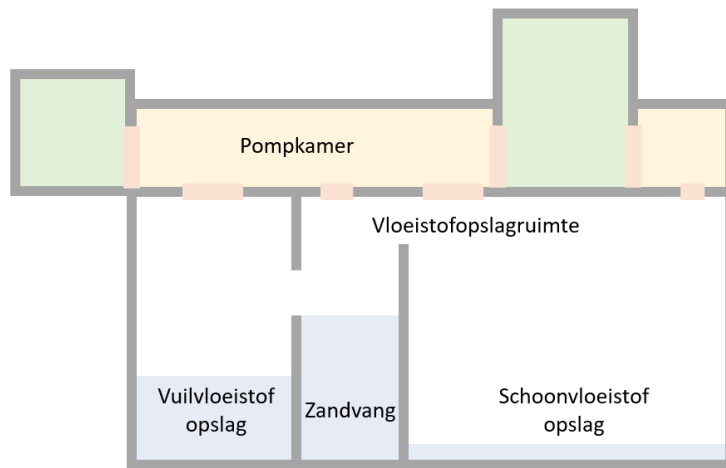 Pompkamer
Vloeistofopslagruimte
Vuilvloeistof
opslag
Zandvang
Schoonvloeistof
opslag